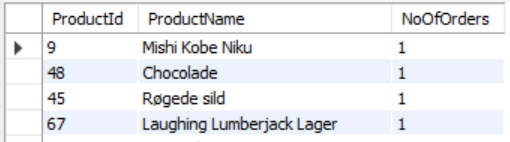 ProductId ProductName NoOfOrders
9 Mishi Kobe Niku 1
48 Chocolade 1
45 Røgede sild 1
67 Laughing Lumberjack Lager 1